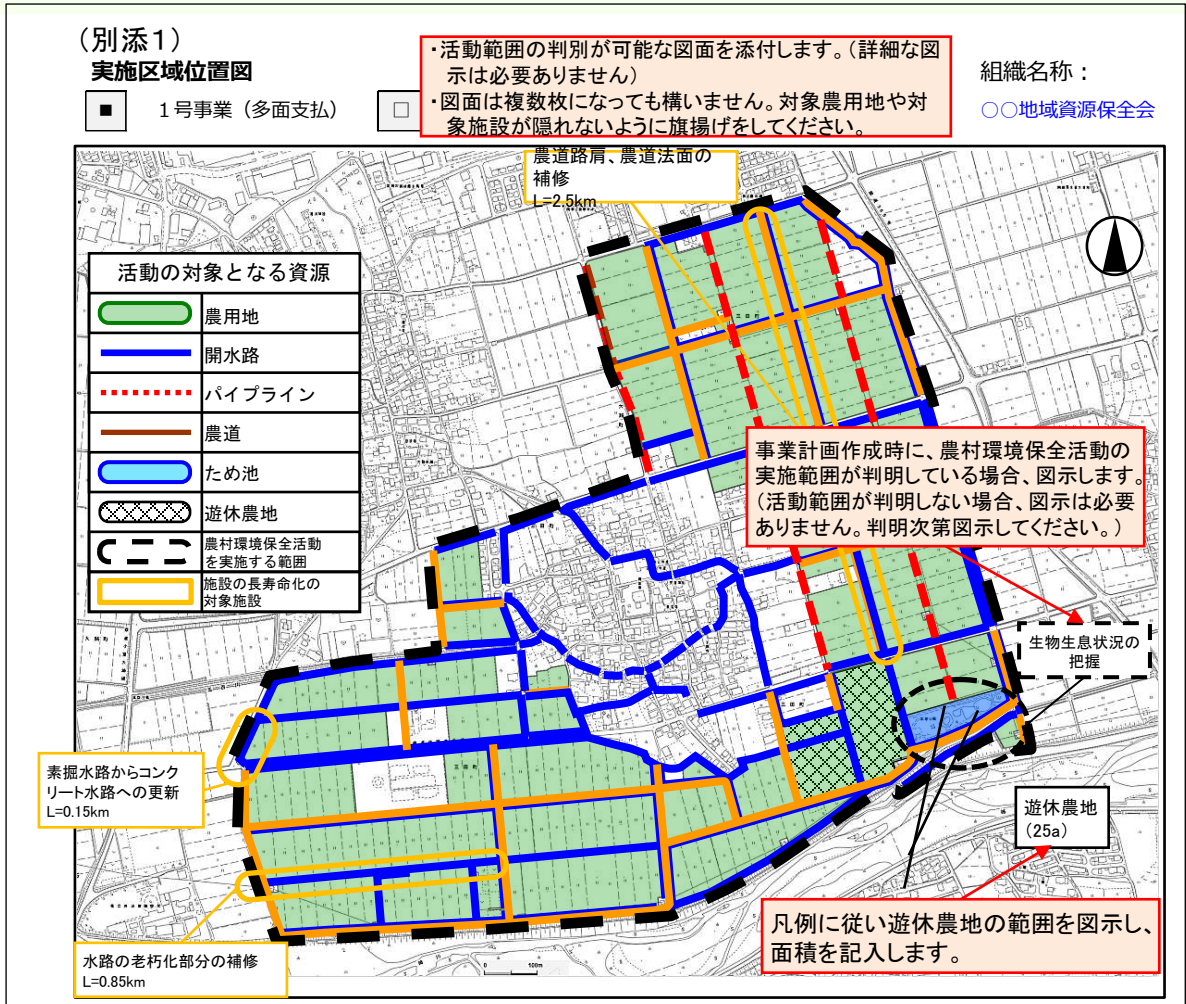 (別添1)
実施区域位置図
■ 1号事業(多面支払) □
・活動範囲の判別が可能な図面を添付します。(詳細な図
示は必要ありません)
・図面は複数枚になっても構いません。対象農用地や対
象施設が隠れないように旗揚げをしてください。
組織名称:
○○地域資源保全会
農道路肩、農道法面の
補修
L=2.5km
活動の対象となる資源
農用地
開水路
パイプライン
農道
ため池
遊休農地
農村環境保全活動
を実施する範囲
施設の長寿命化の
対象施設
事業計画作成時に、農村環境保全活動の
実施範囲が判明している場合、図示します。
(活動範囲が判明しない場合、図示は必要
ありません。判明次第図示してください。)
生物生息状況の
把握
素掘水路からコンク
リート水路への更新
L=0.15km
遊休農地
(25a)
凡例に従い遊休農地の範囲を図示し、
面積を記入します。
水路の老朽化部分の補修
L=0.85km
0 100m